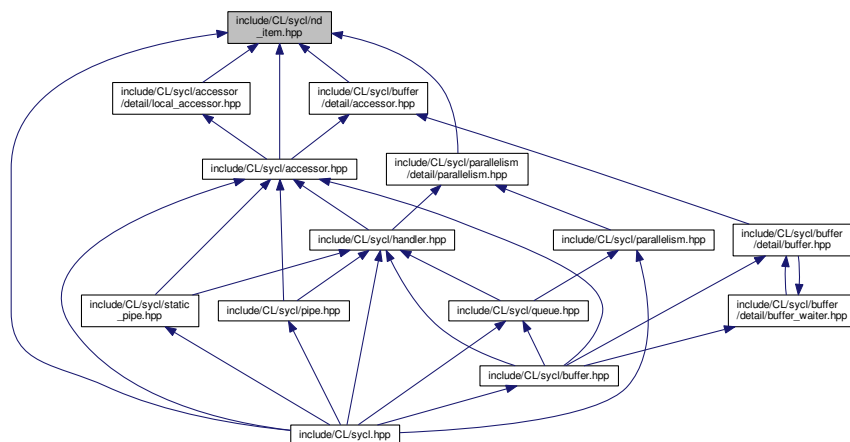 include/CL/sycl/nd
_item.hpp
include/CL/sycl/accessor
/detail/local_accessor.hpp
include/CL/sycl/buffer
/detail/accessor.hpp
include/CL/sycl/accessor.hpp
include/CL/sycl/parallelism
/detail/parallelism.hpp
include/CL/sycl/handler.hpp
include/CL/sycl/parallelism.hpp
include/CL/sycl/buffer
/detail/buffer.hpp
include/CL/sycl/static
_pipe.hpp
include/CL/sycl/pipe.hpp
include/CL/sycl/queue.hpp
include/CL/sycl/buffer
/detail/buffer_waiter.hpp
include/CL/sycl/buffer.hpp
include/CL/sycl.hpp